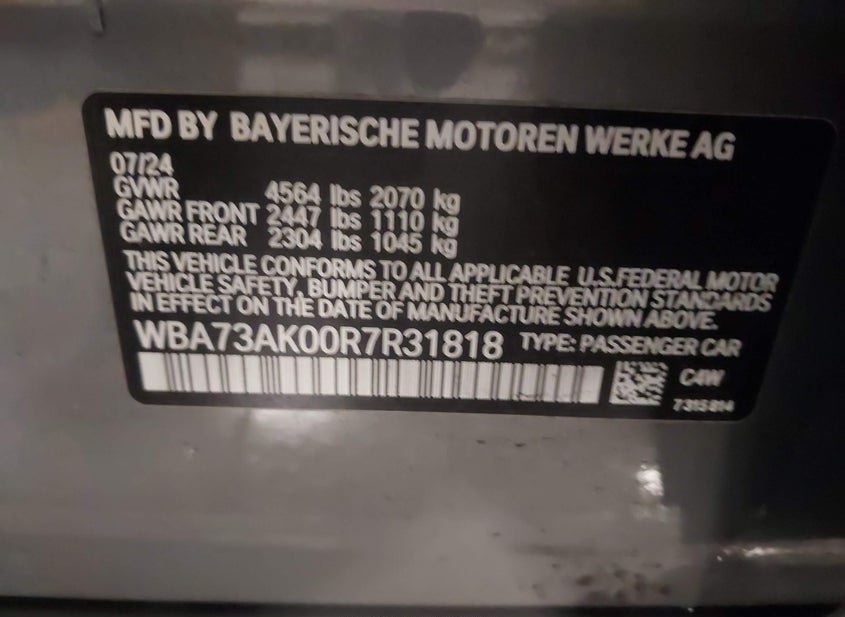 MFD BY BAYERISCHE MOTOREN WERKE AG
07/24
GVWR 4564 lbs 2070 kg
GAWR FRONT 2447 lbs 1110 kg
GAWR REAR 2304 lbs 1045 kg
THIS VEHICLE CONFORMS TO ALL APPLICABLE U.S.FEDERAL MOTOR
VEHICLE SAFETY, BUMPER AND THEFT PREVENTION STANDARDS
IN EFFECT ON THE DATE OF MANUFACTURE SHOWN ABOVE.
WBA73AK00R7R31818 TYPE: PASSENGER CAR
C4W
7315814